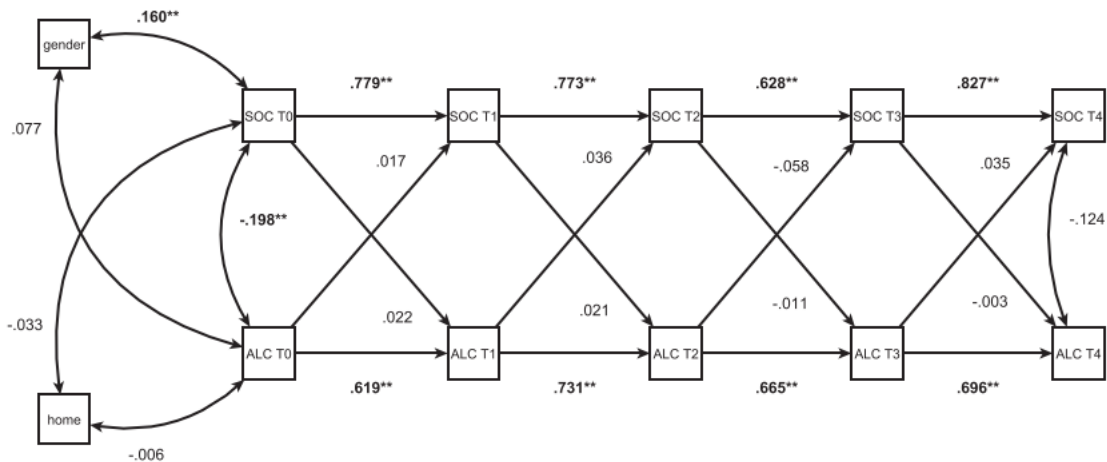 .160**
gender
.779**
.773**
.628**
.827**
SOC T0
SOC T1
SOC T2
SOC T3
SOC T4
.077
.017
.036
-.058
.035
-.198**
-.124
-.033
.022
.021
-.011
-.003
ALC T0
ALC T1
ALC T2
ALC T3
ALC T4
.619**
.731**
.665**
.696**
home
-.006